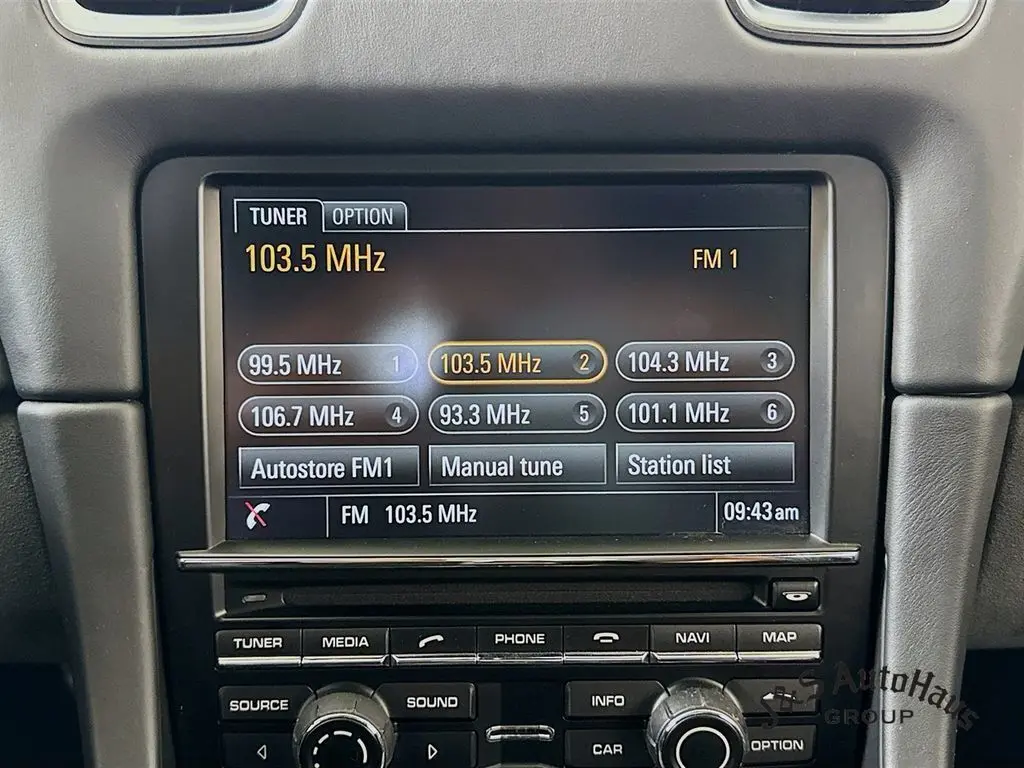 TUNER OPTION
103.5 MHz FM 1
99.5 MHz 1 103.5 MHz 2 104.3 MHz 3
106.7 MHz 4 93.3 MHz 5 101.1 MHz 6
Autostore FM1 Manual tune Station list
FM 103.5 MHz 09:43am
TUNER MEDIA PHONE NAVI MAP
SOURCE SOUND INFO
CAR OPTION
S&S AutoHaus
GROUP